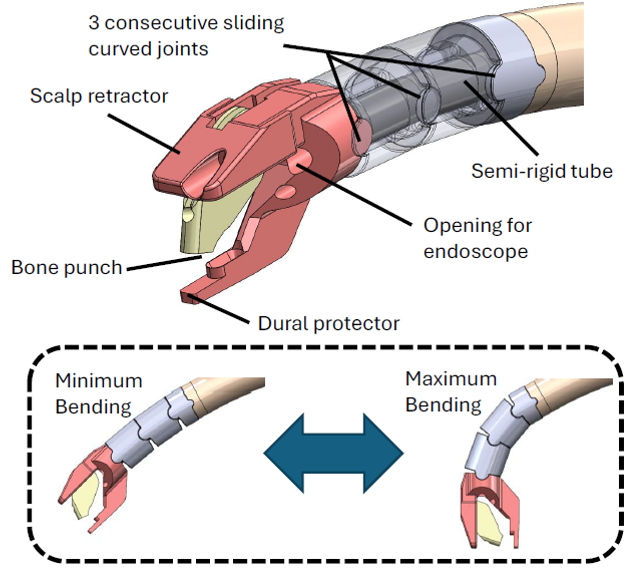 3 consecutive sliding
curved joints
Scalp retractor
Semi-rigid tube
Opening for
endoscope
Bone punch
Dural protector
Minimum
Bending
Maximum
Bending